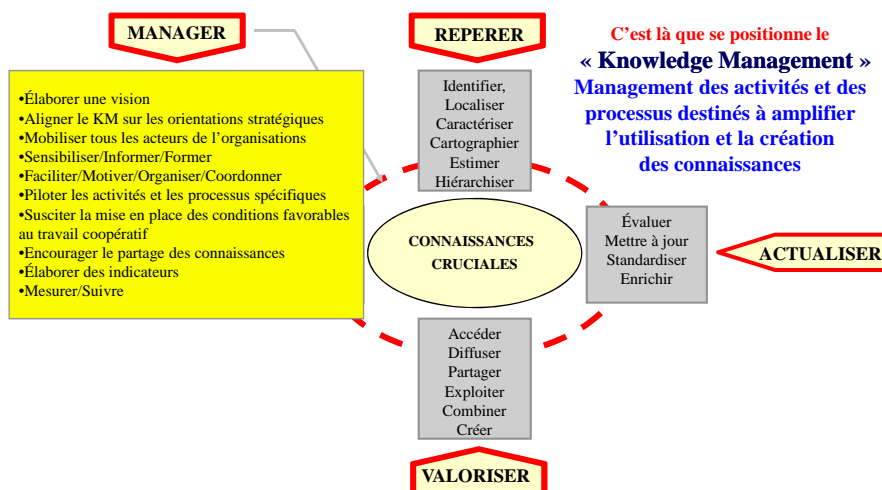 MANAGER
•Élaborer une vision
•Aligner le KM sur les orientations stratégiques
•Mobiliser tous les acteurs de l'organisations
•Sensibiliser/Informer/Former
•Faciliter/Motiver/Organiser/Coordonner
•Piloter les activités et les processus spécifiques
•Susciter la mise en place des conditions favorables
au travail coopératif
•Encourager le partage des connaissances
•Élaborer des indicateurs
•Mesurer/Suivre
REPERER
Identifier,
Localiser
Caractériser
Cartographier
Estimer
Hiérarchiser
C'est là que se positionne le
« Knowledge Management »
Management des activités et des
processus destinés à amplifier
l'utilisation et la création
des connaissances
CONNAISSANCES
CRUCIALES
Évaluer
Mettre à jour
Standardiser
Enrichir
ACTUALISER
Accéder
Diffuser
Partager
Exploiter
Combiner
Créer
VALORISER